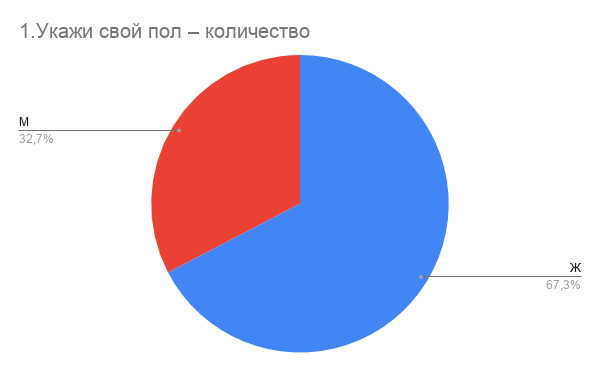 1.Укажи свой пол – количество
М
32,7%
Ж
67,3%